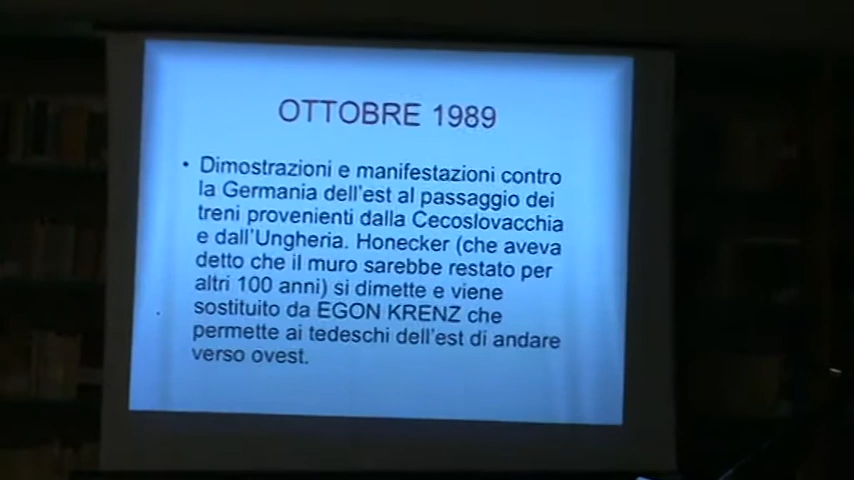 OTTOBRE 1989
• Dimostrazioni e manifestazioni contro
la Germania dell'est al passaggio dei
treni provenienti dalla Cecoslovacchia
e dall'Ungheria. Honecker (che aveva
detto che il muro sarebbe restato per
altri 100 anni) si dimette e viene
sostituito da EGON KRENZ che
permette ai tedeschi dell'est di andare
verso ovest.